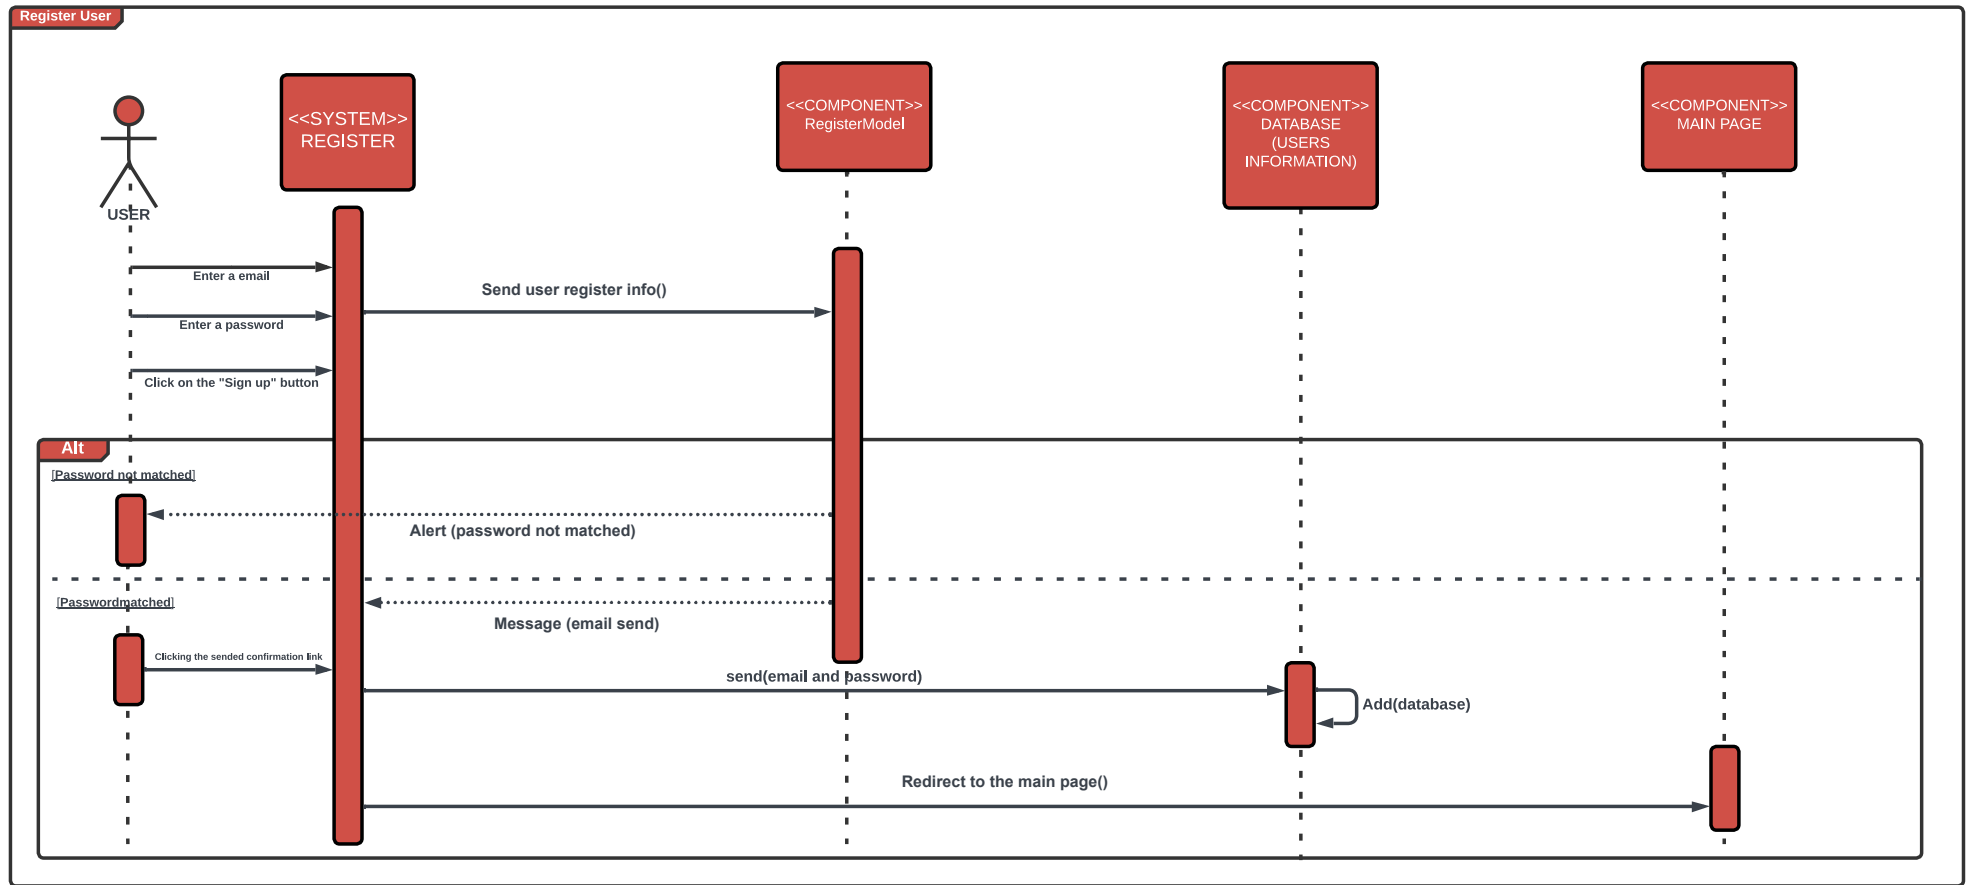 Register User
<<SYSTEM>>
REGISTER
<<COMPONENT>>
RegisterModel
<<COMPONENT>>
DATABASE
(USERS
INFORMATION)
<<COMPONENT>>
MAIN PAGE
USER
Enter a email
Send user register info()
Enter a password
Click on the "Sign up" button
Alt
[Password not matched]
Alert (password not matched)
[Passwordmatched]
Message (email send)
Clicking the sended confirmation link
send(email and password)
Add(database)
Redirect to the main page()